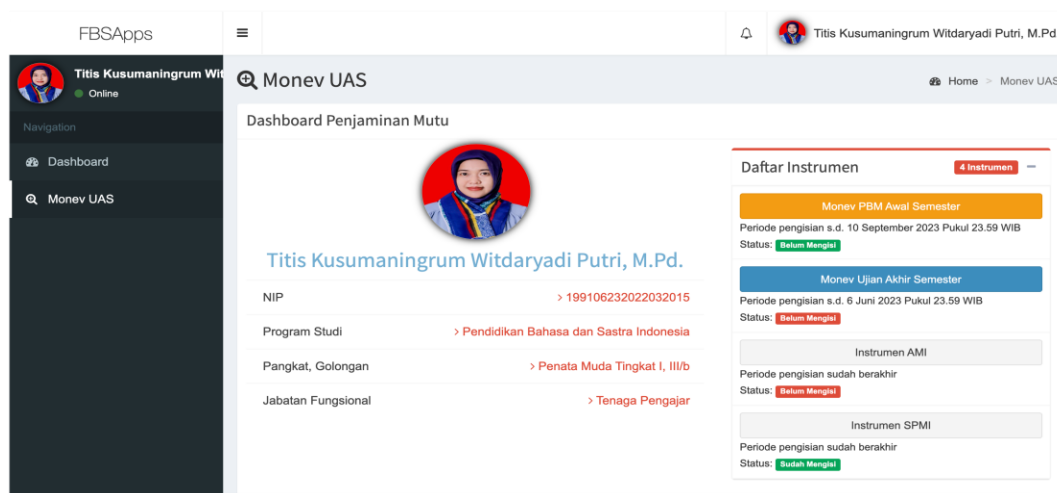 FBSApps
Titis Kusumaningrum Witdaryadi Putri, M.Pd.
Titis Kusumaningrum Wit
Online
Navigation
Dashboard
Monev UAS
Monev UAS
Home > Monev UAS
Dashboard Penjaminan Mutu
Titis Kusumaningrum Witdaryadi Putri, M.Pd.
NIP > 199106232022032015
Program Studi > Pendidikan Bahasa dan Sastra Indonesia
Pangkat, Golongan > Penata Muda Tingkat I, III/b
Jabatan Fungsional > Tenaga Pengajar
Daftar Instrumen 4 Instrumen
Monev PBM Awal Semester
Periode pengisian s.d. 10 September 2023 Pukul 23.59 WIB
Status: Belum Mengisi
Monev Ujian Akhir Semester
Periode pengisian s.d. 6 Juni 2023 Pukul 23.59 WIB
Status: Belum Mengisi
Instrumen AMI
Periode pengisian sudah berakhir
Status: Belum Mengisi
Instrumen SPMI
Periode pengisian sudah berakhir
Status: Sudah Mengisi